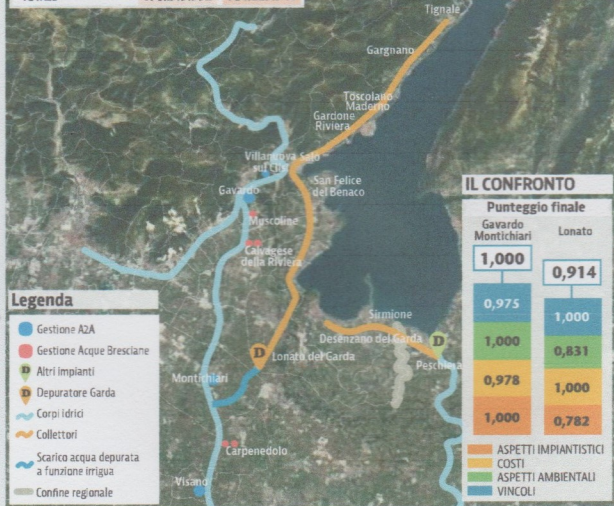 Tignale
Gargnano
Toscolano
Maderno
Gardone
Riviera
Villanuova
sul Clisi
Salò
Gavardo
San Felice
del Benaco
Muscoline
Calvagese
della Riviera
Sirmione
Desenzano del Garda
D
Peschiera
D
Lonato del Garda
Montichiari
Carpenedolo
Visano
Legenda
Gestione A2A
Gestione Acque Bresciane
D Altri impianti
D Depuratore Garda
Corpi idrici
Collettori
Scarico acqua depurata
a funzione irrigua
Confine regionale
IL CONFRONTO
Punteggio finale
Gavardo
Montichiari
Lonato
1,000
0,914
0,975
1,000
1,000
0,831
0,978
1,000
1,000
0,782
ASPETTI IMPIANTISTICI
COSTI
ASPETTI AMBIENTALI
VINCOLI